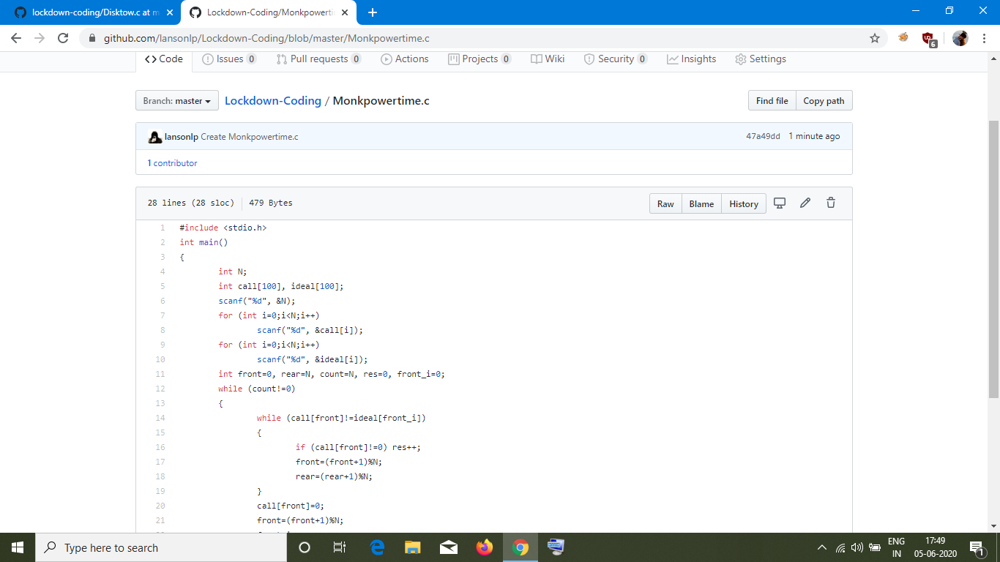 lockdown-coding/Disktow.c at m
Lockdown-Coding/Monkpowerti
github.com/lansonlp/Lockdown-Coding/blob/master/Monkpowertime.c
6
Code Issues 0 Pull requests 0 Actions Projects 0 Wiki Security 0 Insights Settings
Branch: master Lockdown-Coding / Monkpowertime.c Find file Copy path
lansonlp Create Monkpowertime.c 47a49dd 1 minute ago
1 contributor
28 lines (28 sloc) 479 Bytes Raw Blame History
1 #include <stdio.h>
2 int main()
3 {
4 int N;
5 int call[100], ideal[100];
6 scanf("%d", &N);
7 for (int i=0;i<N;i++)
8 scanf("%d", &call[i]);
9 for (int i=0;i<N;i++)
10 scanf("%d", &ideal[i]);
11 int front=0, rear=N, count=N, res=0, front_i=0;
12 while (count!=0)
13 {
14 while (call[front]!=ideal[front_i])
15 {
16 if (call[front]!=0) res++;
17 front=(front+1)%N;
18 rear=(rear+1)%N;
19 }
20 call[front]=0;
21 front=(front+1)%N;
Type here to search
ENG
IN
17:49
05-06-2020
1